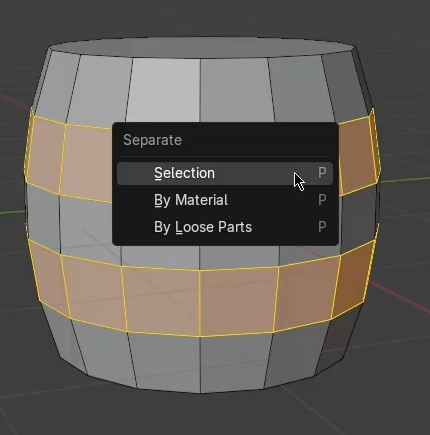 Separate
Selection P
By Material P
By Loose Parts P